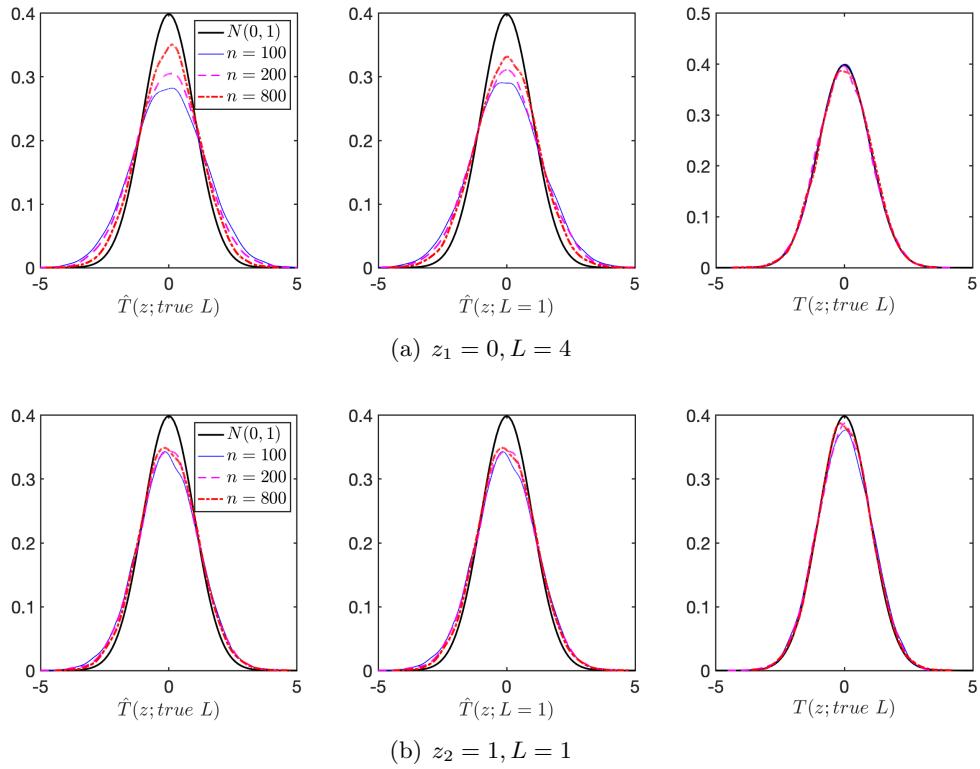 0.4
0.3
0.2
0.1
0
-5 0 5
N(0, 1)
n = 100
n = 200
n = 800
T̂(z; true L)
0.4
0.3
0.2
0.1
0
-5 0 5
T̂(z; L = 1)
0.5
0.4
0.3
0.2
0.1
0
-5 0 5
T(z; true L)
(a) z₁ = 0, L = 4
0.4
0.3
0.2
0.1
0
-5 0 5
N(0, 1)
n = 100
n = 200
n = 800
T̂(z; true L)
0.4
0.3
0.2
0.1
0
-5 0 5
T̂(z; L = 1)
0.4
0.3
0.2
0.1
0
-5 0 5
T(z; true L)
(b) z₂ = 1, L = 1